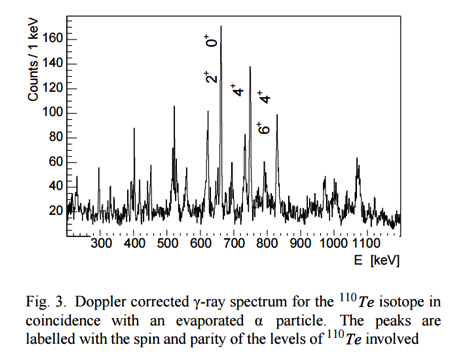 Counts / 1 keV
160
140
120
100
80
60
40
20
2⁺ 0⁺
4⁺
6⁺ 4⁺
300 400 500 600 700 800 900 1000 1100
E [keV]
Fig. 3. Doppler corrected γ-ray spectrum for the ¹¹⁰Te isotope in
coincidence with an evaporated α particle. The peaks are
labelled with the spin and parity of the levels of ¹¹⁰Te involved